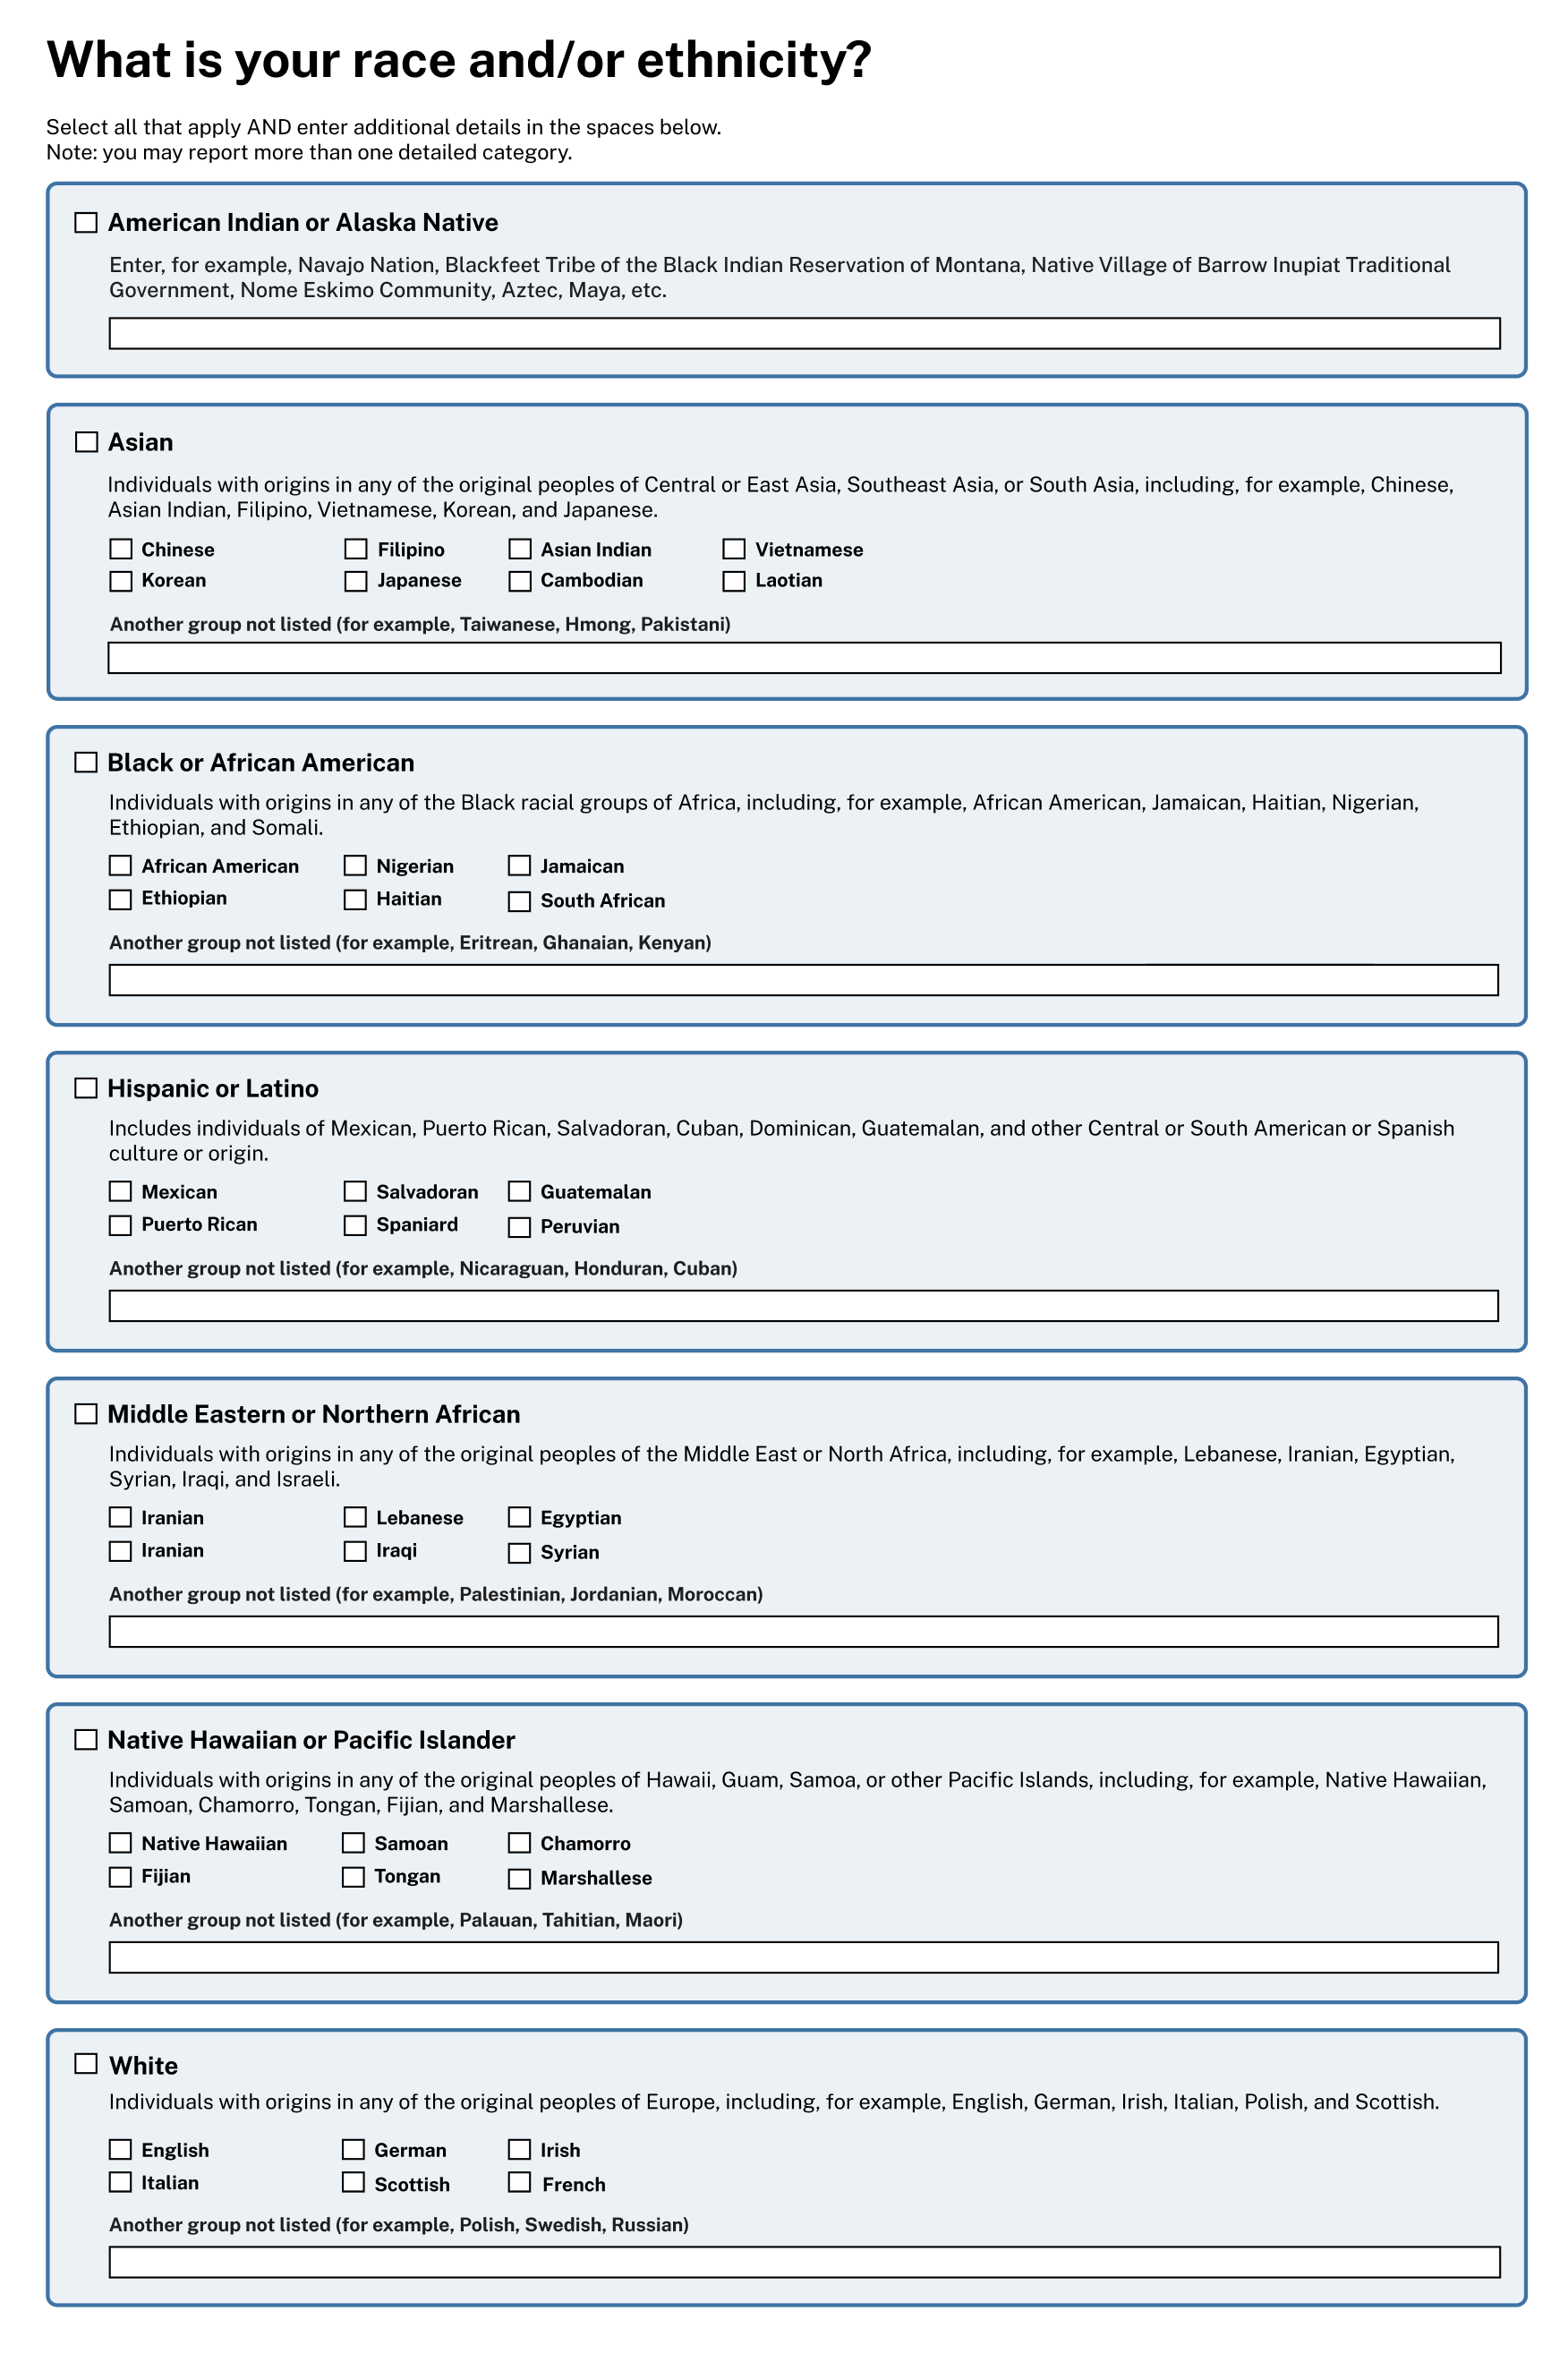 What is your race and/or ethnicity?
Select all that apply AND enter additional details in the spaces below.
Note: you may report more than one detailed category.
American Indian or Alaska Native
Enter, for example, Navajo Nation, Blackfeet Tribe of the Black Indian Reservation of Montana, Native Village of Barrow Inupiat Traditional
Government, Nome Eskimo Community, Aztec, Maya, etc.
Asian
Individuals with origins in any of the original peoples of Central or East Asia, Southeast Asia, or South Asia, including, for example, Chinese,
Asian Indian, Filipino, Vietnamese, Korean, and Japanese.
Chinese Filipino Asian Indian Vietnamese
Korean Japanese Cambodian Laotian
Another group not listed (for example, Taiwanese, Hmong, Pakistani)
Black or African American
Individuals with origins in any of the Black racial groups of Africa, including, for example, African American, Jamaican, Haitian, Nigerian,
Ethiopian, and Somali.
African American Nigerian Jamaican
Ethiopian Haitian South African
Another group not listed (for example, Eritrean, Ghanaian, Kenyan)
Hispanic or Latino
Includes individuals of Mexican, Puerto Rican, Salvadoran, Cuban, Dominican, Guatemalan, and other Central or South American or Spanish
culture or origin.
Mexican Salvadoran Guatemalan
Puerto Rican Spaniard Peruvian
Another group not listed (for example, Nicaraguan, Honduran, Cuban)
Middle Eastern or Northern African
Individuals with origins in any of the original peoples of the Middle East or North Africa, including, for example, Lebanese, Iranian, Egyptian,
Syrian, Iraqi, and Israeli.
Iranian Lebanese Egyptian
Iranian Iraqi Syrian
Another group not listed (for example, Palestinian, Jordanian, Moroccan)
Native Hawaiian or Pacific Islander
Individuals with origins in any of the original peoples of Hawaii, Guam, Samoa, or other Pacific Islands, including, for example, Native Hawaiian,
Samoan, Chamorro, Tongan, Fijian, and Marshallese.
Native Hawaiian Samoan Chamorro
Fijian Tongan Marshallese
Another group not listed (for example, Palauan, Tahitian, Maori)
White
Individuals with origins in any of the original peoples of Europe, including, for example, English, German, Irish, Italian, Polish, and Scottish.
English German Irish
Italian Scottish French
Another group not listed (for example, Polish, Swedish, Russian)